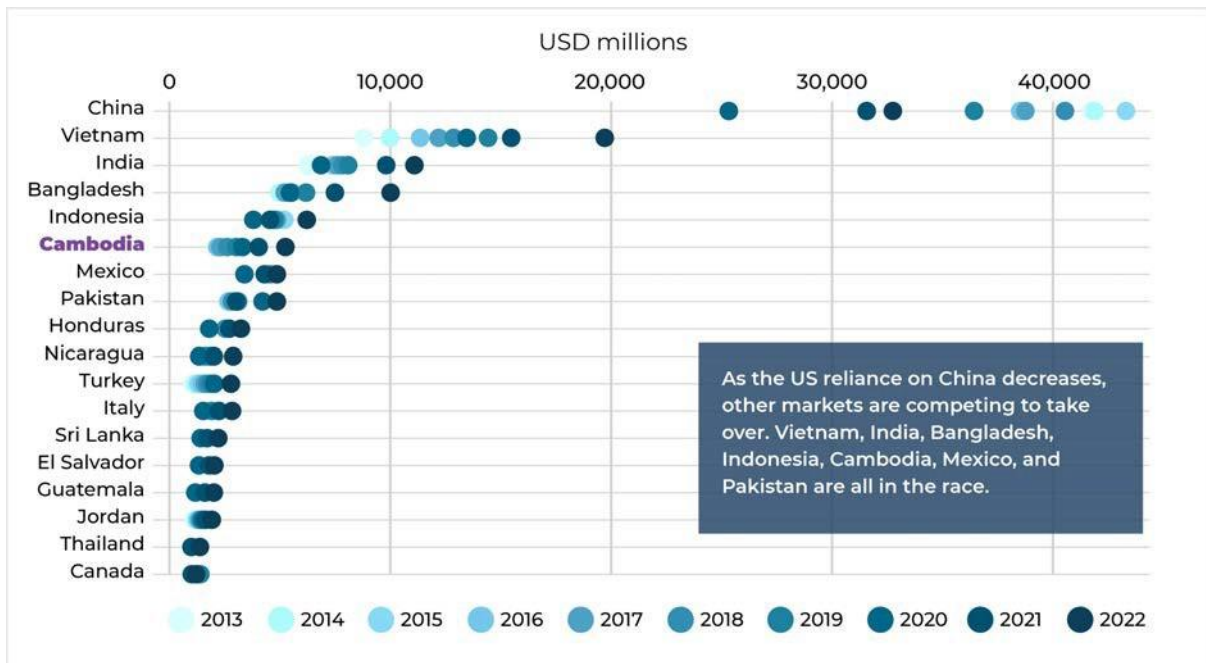 USD millions
0 10,000 20,000 30,000 40,000
China
Vietnam
India
Bangladesh
Indonesia
Cambodia
Mexico
Pakistan
Honduras
Nicaragua
Turkey
Italy
Sri Lanka
El Salvador
Guatemala
Jordan
Thailand
Canada
As the US reliance on China decreases,
other markets are competing to take
over. Vietnam, India, Bangladesh,
Indonesia, Cambodia, Mexico, and
Pakistan are all in the race.
2013 2014 2015 2016 2017 2018 2019 2020 2021 2022